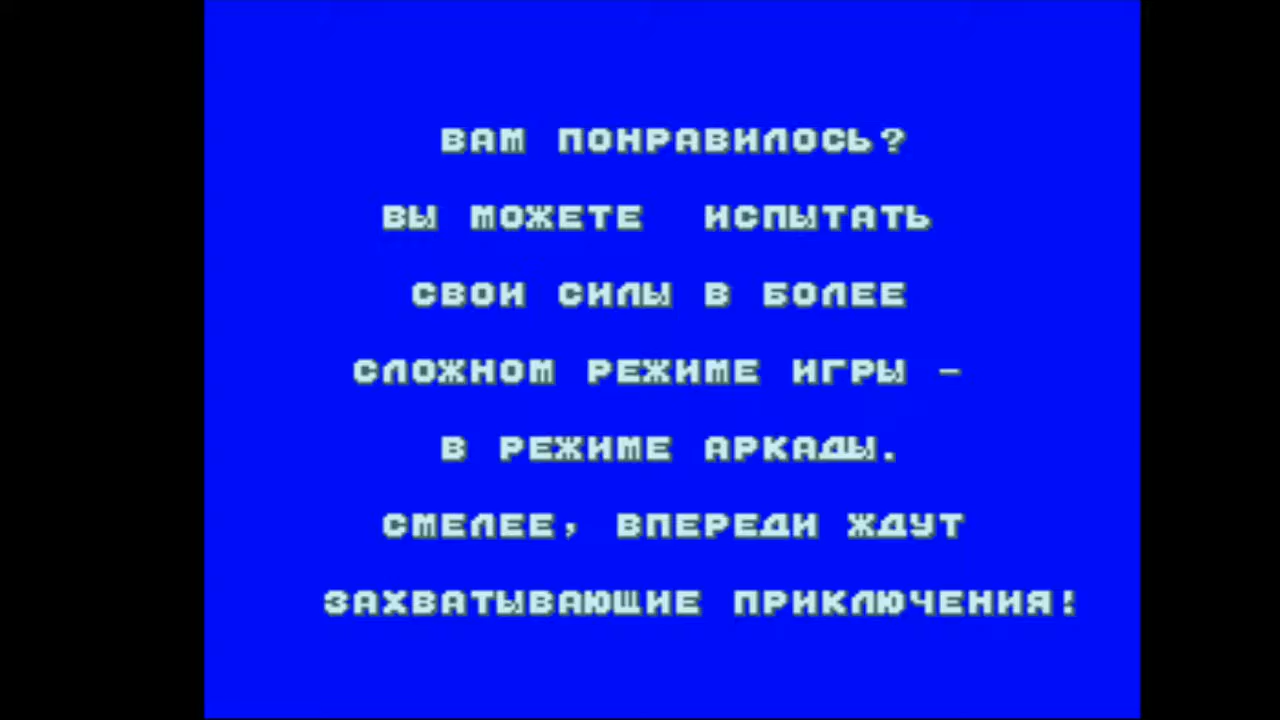 ВАМ ПОНРАВИЛОСЬ?
ВЫ МОЖЕТЕ ИСПЫТАТЬ
СВОИ СИЛЫ В БОЛЕЕ
СЛОЖНОМ РЕЖИМЕ ИГРЫ -
В РЕЖИМЕ АРКАДЫ.
СМЕЛЕЕ, ВПЕРЕДИ ЖДУТ
ЗАХВАТЫВАЮЩИЕ ПРИКЛЮЧЕНИЯ!